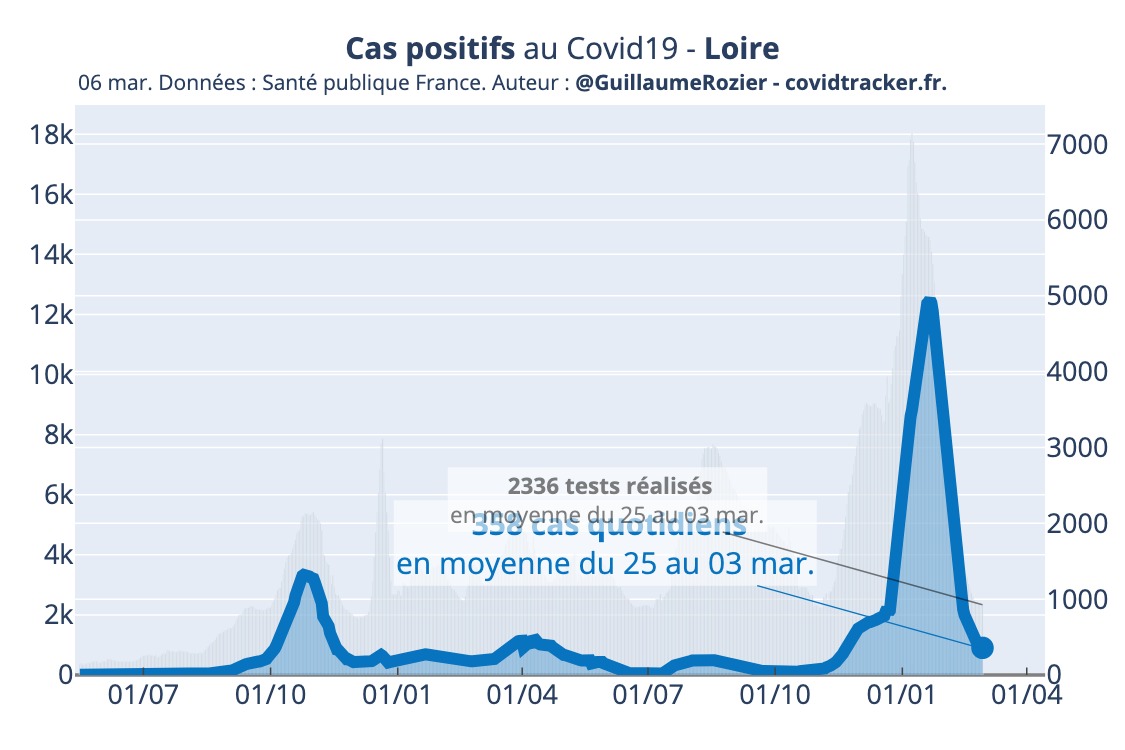 Cas positifs au Covid19 - Loire
06 mar. Données : Santé publique France. Auteur : @GuillaumeRozier - covidtracker.fr.
18k
16k
14k
12k
10k
8k
6k
4k
2k
0
7000
6000
5000
4000
3000
2000
1000
0
2336 tests réalisés
en moyenne du 25 au 03 mar.
358 cas quotidiens
en moyenne du 25 au 03 mar.
01/07 01/10 01/01 01/04 01/07 01/10 01/01 01/04